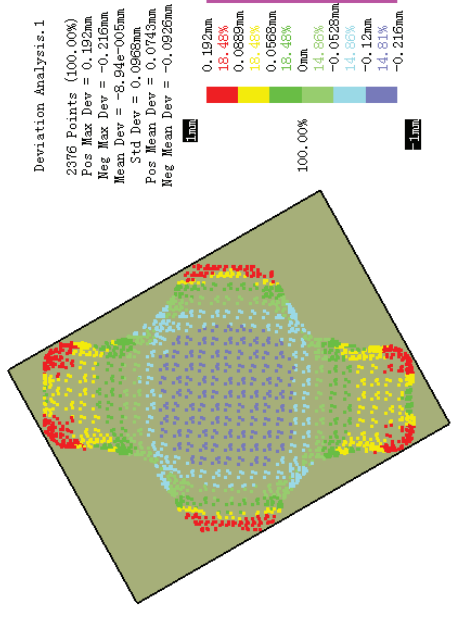 Deviation Analysis.1
2376 Points (100.00%)
Pos Max Dev = 0.192mm
Neg Max Dev = -0.216mm
Mean Dev = -8.94e-005mm
Std Dev = 0.0968mm
Pos Mean Dev = 0.0743mm
Neg Mean Dev = -0.0926mm
1mm
0.192mm
18.48%
0.0889mm
18.48%
0.0568mm
18.48%
0mm
14.86%
-0.0528mm
14.86%
-0.12mm
14.81%
-0.216mm
100.00%
-1mm